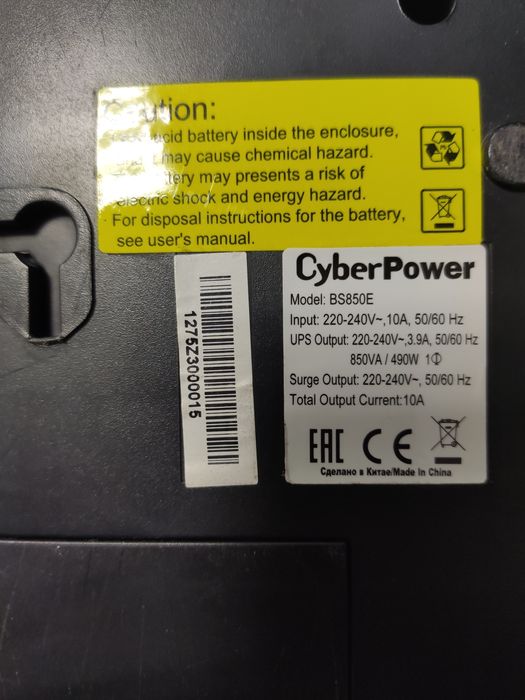 Caution:
Lead-acid battery inside the enclosure,
may cause chemical hazard.
battery may presents a risk of
electric shock and energy hazard.
For disposal instructions for the battery,
see user's manual.
1275Z3000015
CyberPower
Model: BS850E
Input: 220-240V~,10A, 50/60 Hz
UPS Output: 220-240V~,3.9A, 50/60 Hz
850VA / 490W 1Φ
Surge Output: 220-240V~, 50/60 Hz
Total Output Current:10A
EAC CE
Сделано в Китае/Made In China